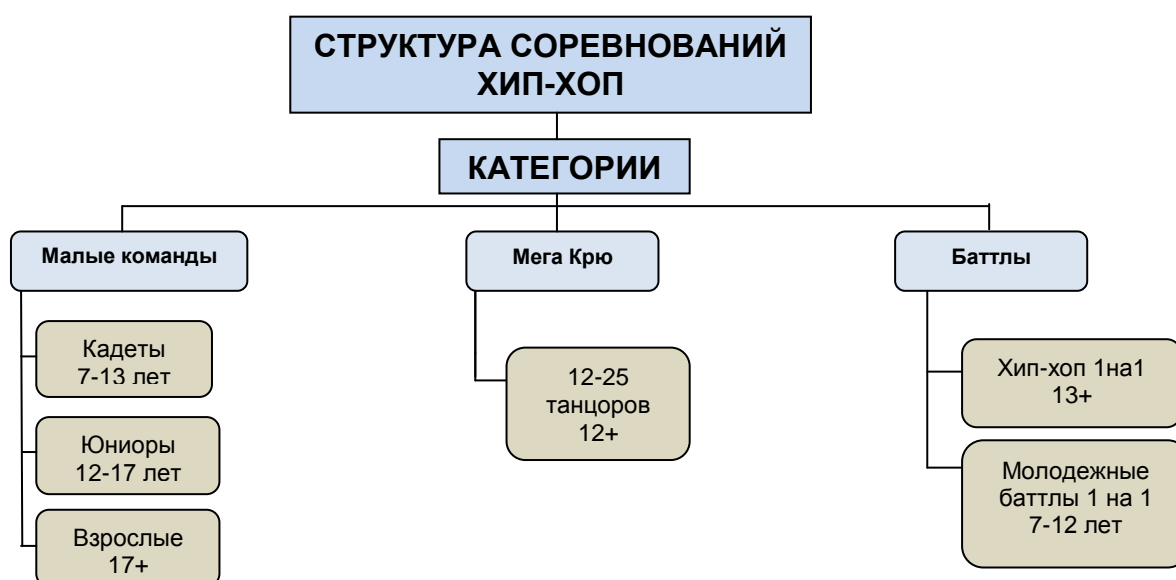 СТРУКТУРА СОРЕВНОВАНИЙ
ХИП-ХОП
КАТЕГОРИИ
Малые команды
Кадеты
7-13 лет
Юниоры
12-17 лет
Взрослые
17+
Мега Крю
12-25
танцоров
12+
Баттлы
Хип-хоп 1на1
13+
Молодежные
баттлы 1 на 1
7-12 лет